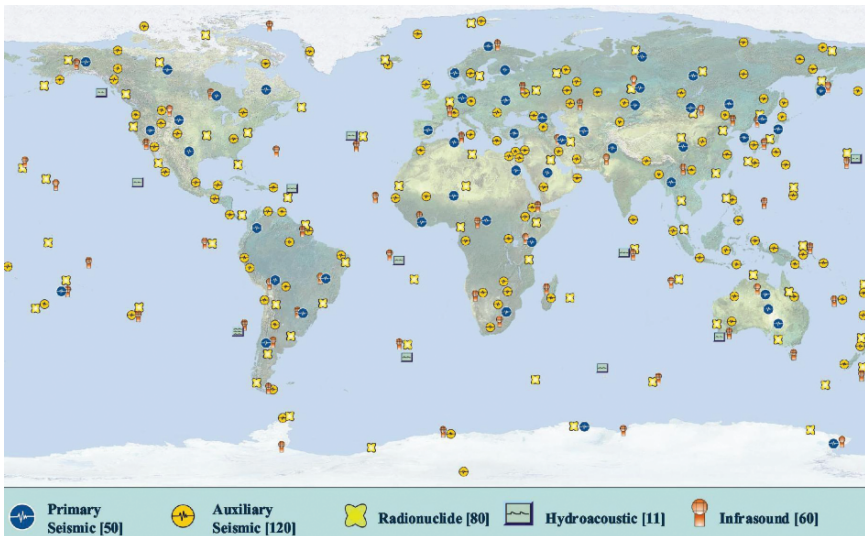 Primary
Seismic [50]
Auxiliary
Seismic [120]
Radionuclide [80]
Hydroacoustic [11]
Infrasound [60]